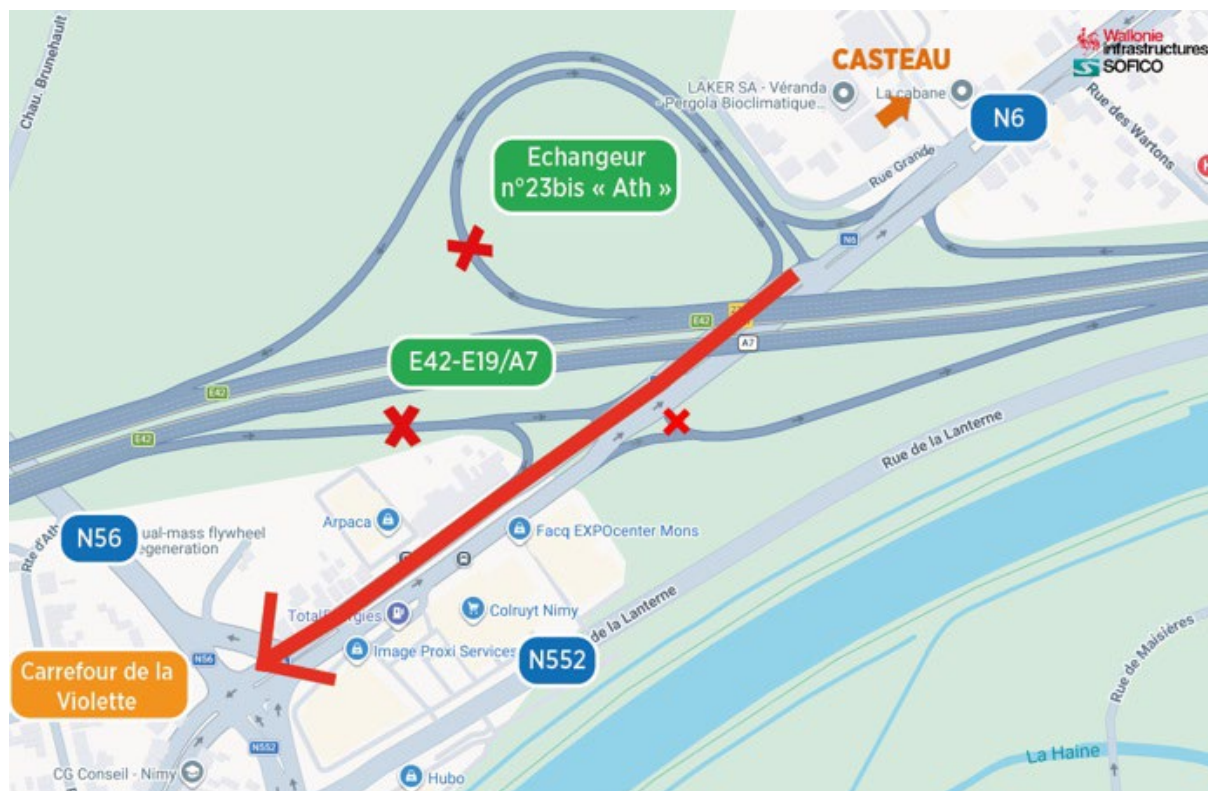 Chau. Brunehault
CASTEAU
Wallonie
infrastructures
SOFICO
LAKER SA - Véranda
- Pergola Bioclimatique...
La cabane
N6
Rue des Wartons
Rue Grande
Echangeur
n°23bis « Ath »
N6
E42
A7
E42-E19/A7
E42
E42
Rue de la Lanterne
Arpaca
Facq EXPOcenter Mons
N56
ual-mass flywheel
egeneration
Rte d'Ath
TotalEnergies
Colruyt Nimy
de la Lanterne
Image Proxi Services
N552
Rue de Maisières
N56
Carrefour de la
Violette
N552
La Haine
CG Conseil - Nimy
Hubo